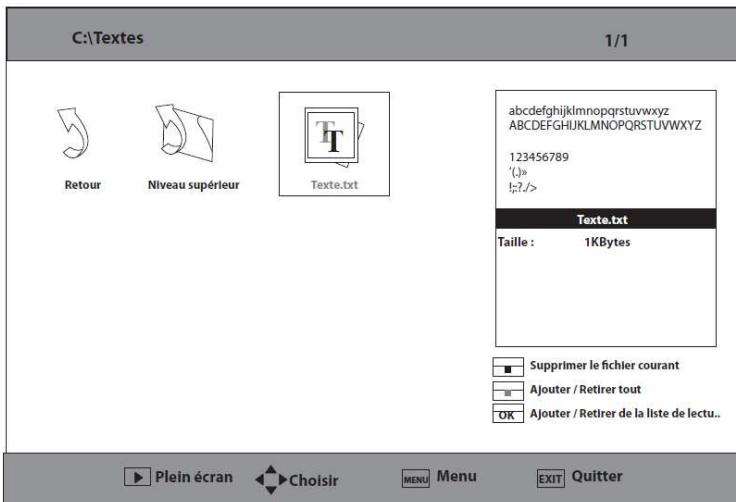 C:\Textes 1/1
Retour Niveau supérieur Texte.txt
abcdefghijklmnopqrstuvwxyz
ABCDEFGHIJKLMNOPQRSTUVWXYZ
123456789
‘(.)»
!;:?./>
Texte.txt
Taille : 1KBytes
Supprimer le fichier courant
Ajouter / Retirer tout
OK Ajouter / Retirer de la liste de lectu..
Plein écran Choisir MENU Menu EXIT Quitter